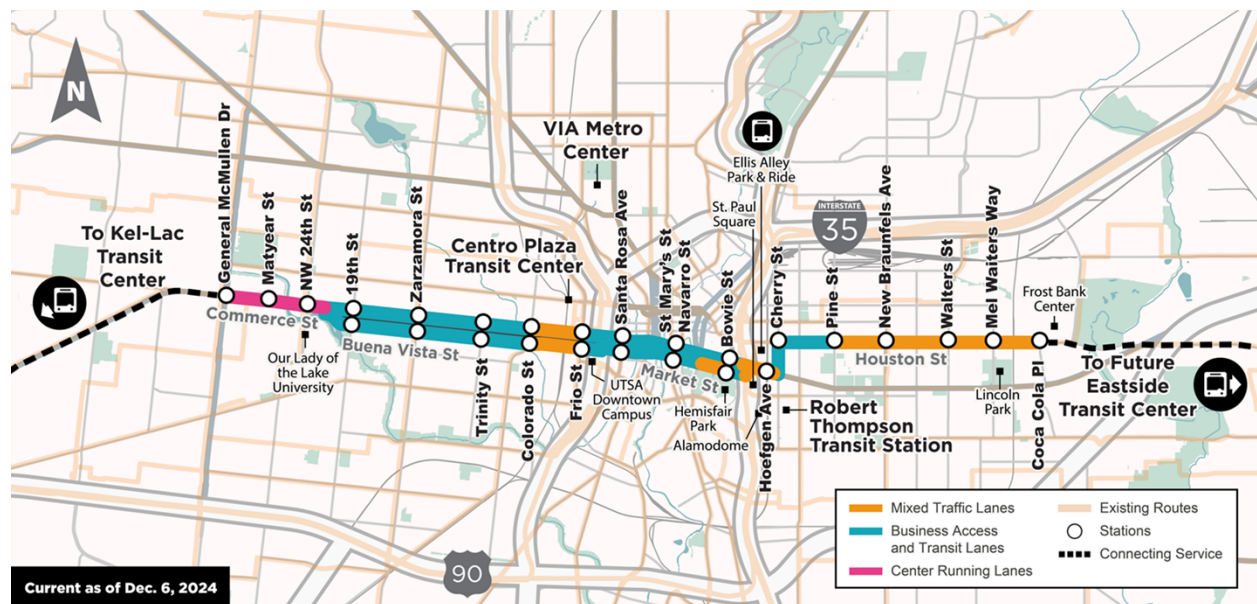 N
VIA Metro
Center
Ellis Alley
Park & Ride
St. Paul
Square
INTERSTATE
35
To Kel-Lac
Transit
Center
General McMullen Dr
Matyear St
NW 24th St
19th St
Zarzamora St
Centro Plaza
Transit Center
Santa Rosa Ave
St Mary's St
Navarro St
Bowie St
Cherry St
Pine St
New Braunfels Ave
Walters St
Mel Waiters Way
Frost Bank
Center
Commerce St
Buena Vista St
Market St
Houston St
Our Lady of
the Lake
University
Trinity St
Colorado St
Frio St
UTSA
Downtown
Campus
Hemisfair
Park
Alamodome
Hoefgen Ave
Robert
Thompson
Transit Station
Lincoln
Park
Coca Cola Pl
To Future
Eastside
Transit Center
90
Mixed Traffic Lanes
Business Access
and Transit Lanes
Center Running Lanes
Existing Routes
Stations
Connecting Service
Current as of Dec. 6, 2024